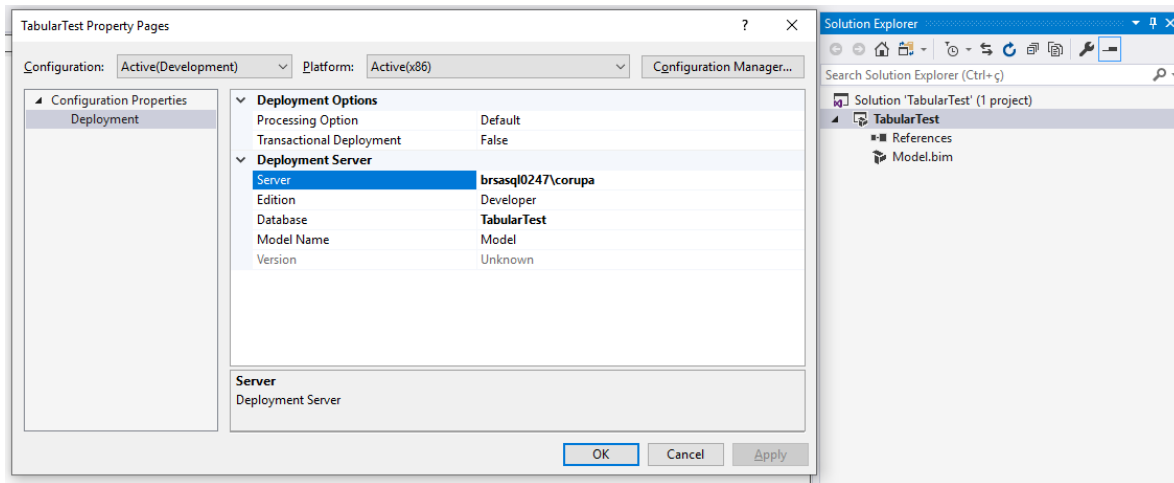 TabularTest Property Pages
? 
Configuration: Active(Development) Platform: Active(x86) Configuration Manager...
Configuration Properties
Deployment
Deployment Options
Processing Option Default
Transactional Deployment False
Deployment Server
Server brsasql0247\corupa
Edition Developer
Database TabularTest
Model Name Model
Version Unknown
Server
Deployment Server
OK Cancel Apply
Solution Explorer
Search Solution Explorer (Ctrl+ç)
Solution 'TabularTest' (1 project)
TabularTest
References
Model.bim